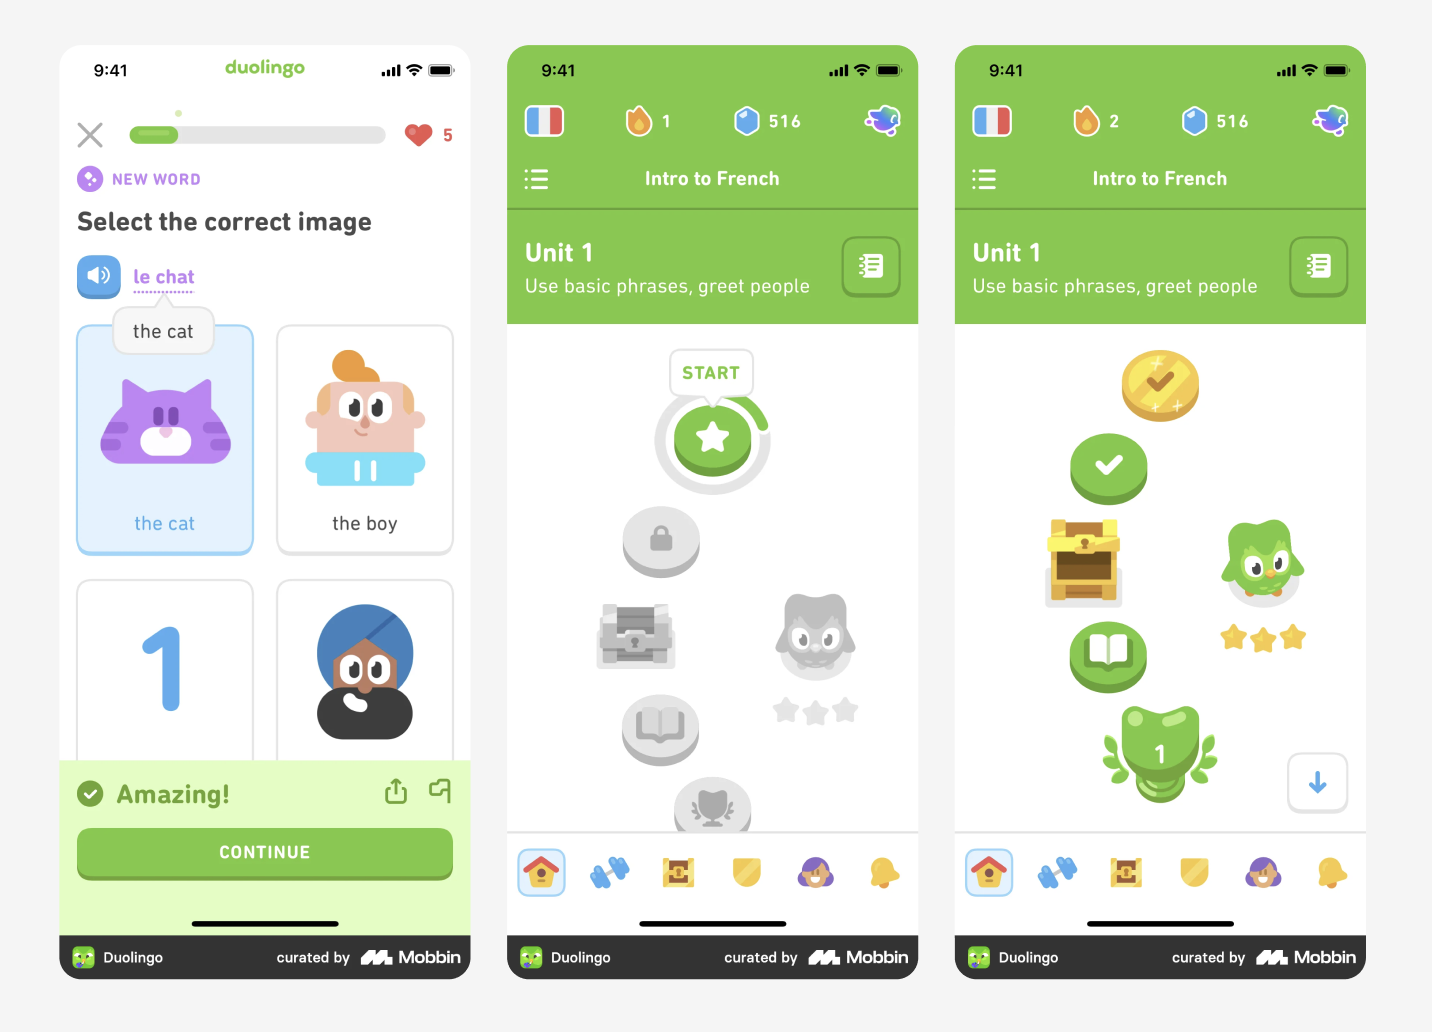 9:41
duolingo
5
NEW WORD
Select the correct image
le chat
the cat
the cat
the boy
1
Amazing!
CONTINUE
Duolingo
curated by Mobbin
9:41
1
516
Intro to French
Unit 1
Use basic phrases, greet people
START
Duolingo
curated by Mobbin
9:41
2
516
Intro to French
Unit 1
Use basic phrases, greet people
1
Duolingo
curated by Mobbin